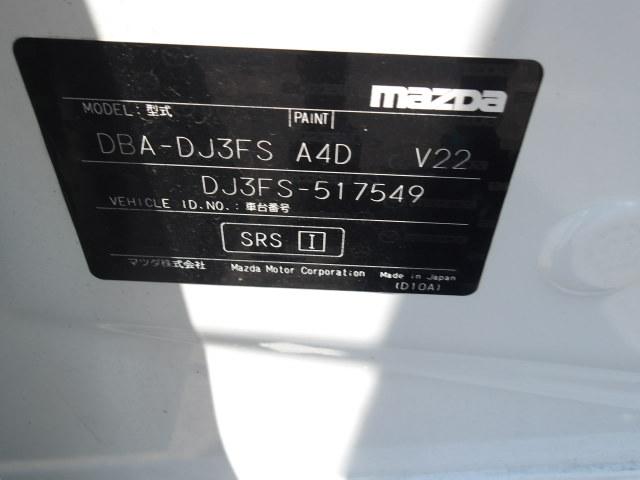 mazda
MODEL:型式 PAINT
DBA-DJ3FS A4D V22
DJ3FS-517549
VEHICLE ID.NO.:車台番号
SRS I
マツダ株式会社 Mazda Motor Corporation Made in Japan
(D10A)